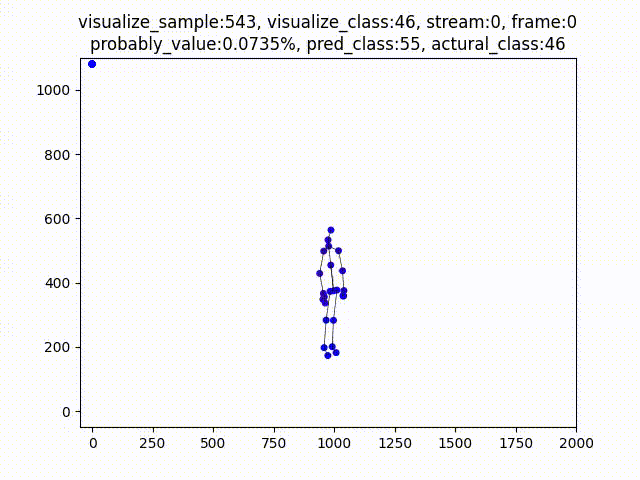 visualize_sample:543, visualize_class:46, stream:0, frame:0
probably_value:0.0735%, pred_class:55, actural_class:46
1000
800
600
400
200
0
0 250 500 750 1000 1250 1500 1750 2000